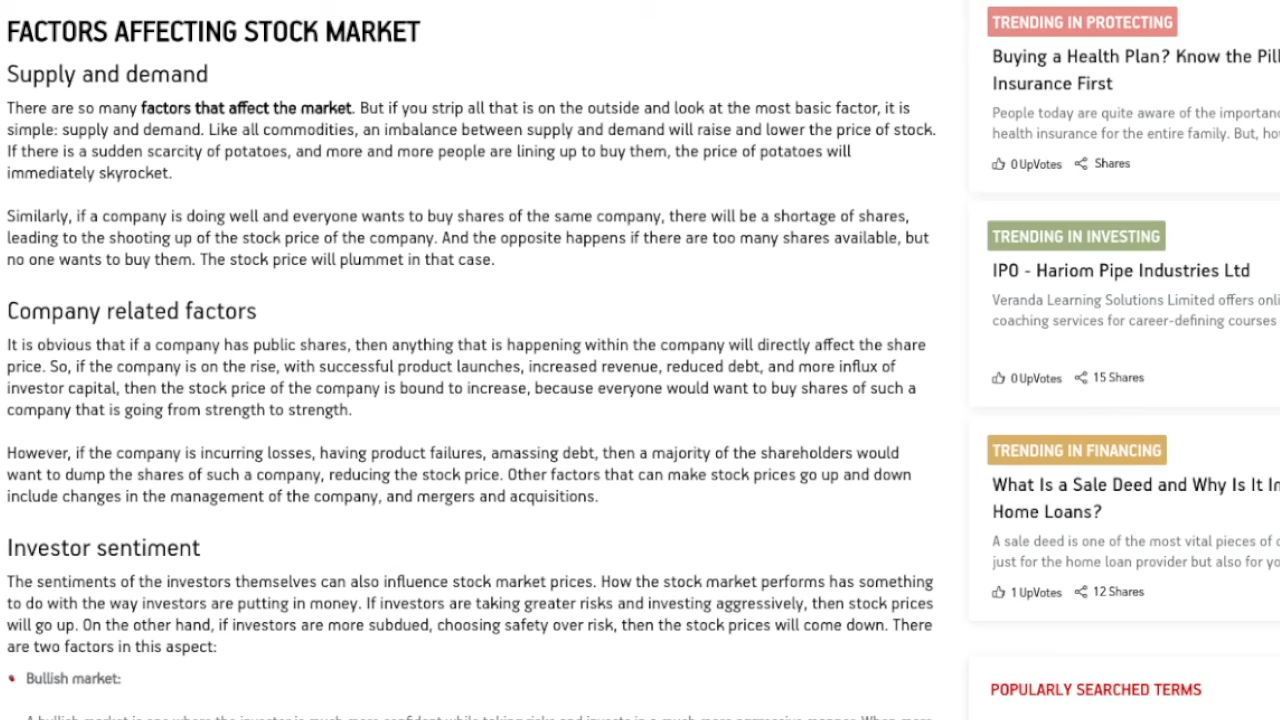 FACTORS AFFECTING STOCK MARKET
Supply and demand
There are so many factors that affect the market. But if you strip all that is on the outside and look at the most basic factor, it is
simple: supply and demand. Like all commodities, an imbalance between supply and demand will raise and lower the price of stock.
If there is a sudden scarcity of potatoes, and more and more people are lining up to buy them, the price of potatoes will
immediately skyrocket.
Similarly, if a company is doing well and everyone wants to buy shares of the same company, there will be a shortage of shares,
leading to the shooting up of the stock price of the company. And the opposite happens if there are too many shares available, but
no one wants to buy them. The stock price will plummet in that case.
Company related factors
It is obvious that if a company has public shares, then anything that is happening within the company will directly affect the share
price. So, if the company is on the rise, with successful product launches, increased revenue, reduced debt, and more influx of
investor capital, then the stock price of the company is bound to increase, because everyone would want to buy shares of such a
company that is going from strength to strength.
However, if the company is incurring losses, having product failures, amassing debt, then a majority of the shareholders would
want to dump the shares of such a company, reducing the stock price. Other factors that can make stock prices go up and down
include changes in the management of the company, and mergers and acquisitions.
Investor sentiment
The sentiments of the investors themselves can also influence stock market prices. How the stock market performs has something
to do with the way investors are putting in money. If investors are taking greater risks and investing aggressively, then stock prices
will go up. On the other hand, if investors are more subdued, choosing safety over risk, then the stock prices will come down. There
are two factors in this aspect:
Bullish market:
TRENDING IN PROTECTING
Buying a Health Plan? Know the
Insurance First
People today are quite aware of the
health insurance for the entire family. But,
0 UpVotes Shares
TRENDING IN INVESTING
IPO - Hariom Pipe Industries Ltd
Veranda Learning Solutions Limited offers
coaching services for career-defining courses
0 UpVotes 15 Shares
TRENDING IN FINANCING
What Is a Sale Deed and Why Is It
Home Loans?
A sale deed is one of the most vital pieces of
just for the home loan provider but also for
1 UpVotes 12 Shares
POPULARLY SEARCHED TERMS